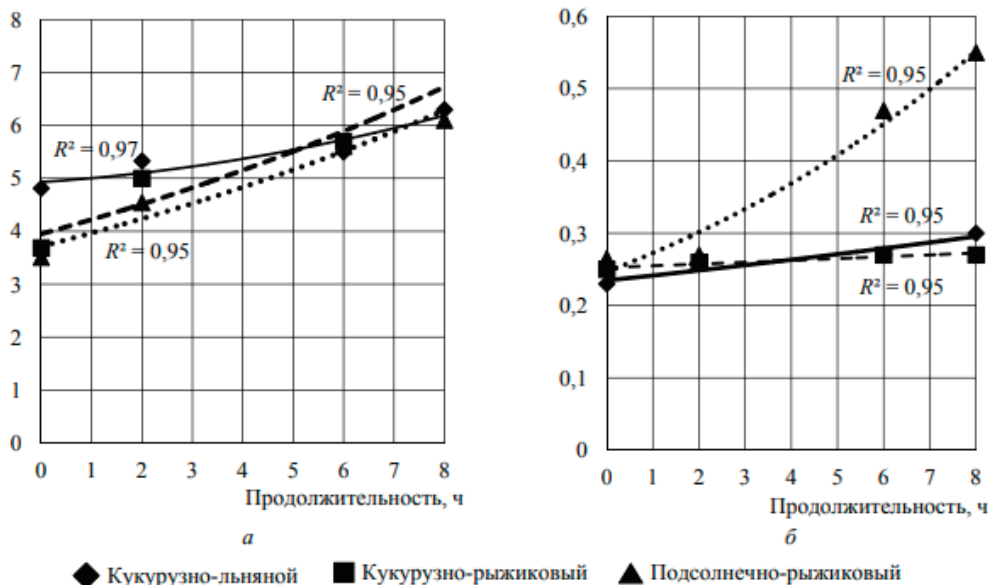 8
7
6
5
4
3
2
1
0
R² = 0,95
R² = 0,97
R² = 0,95
0 1 2 3 4 5 6 7 8
Продолжительность, ч
а
0,6
0,5
0,4
0,3
0,2
0,1
0
R² = 0,95
R² = 0,95
R² = 0,95
0 1 2 3 4 5 6 7 8
Продолжительность, ч
б
Кукурузно-льняной Кукурузно-рыжиковый Подсолнечно-рыжиковый